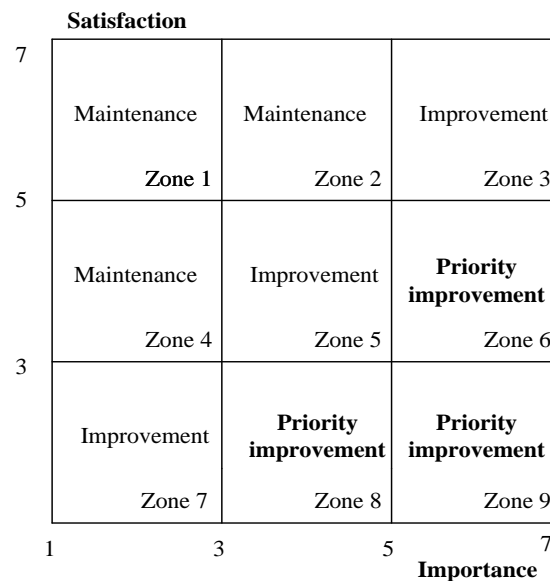 Satisfaction
7
Maintenance
Maintenance
Improvement
Zone 1
Zone 2
Zone 3
5
Maintenance
Improvement
Priority
improvement
Zone 4
Zone 5
Zone 6
3
Improvement
Priority
improvement
Priority
improvement
Zone 7
Zone 8
Zone 9
1
3
5
7
Importance